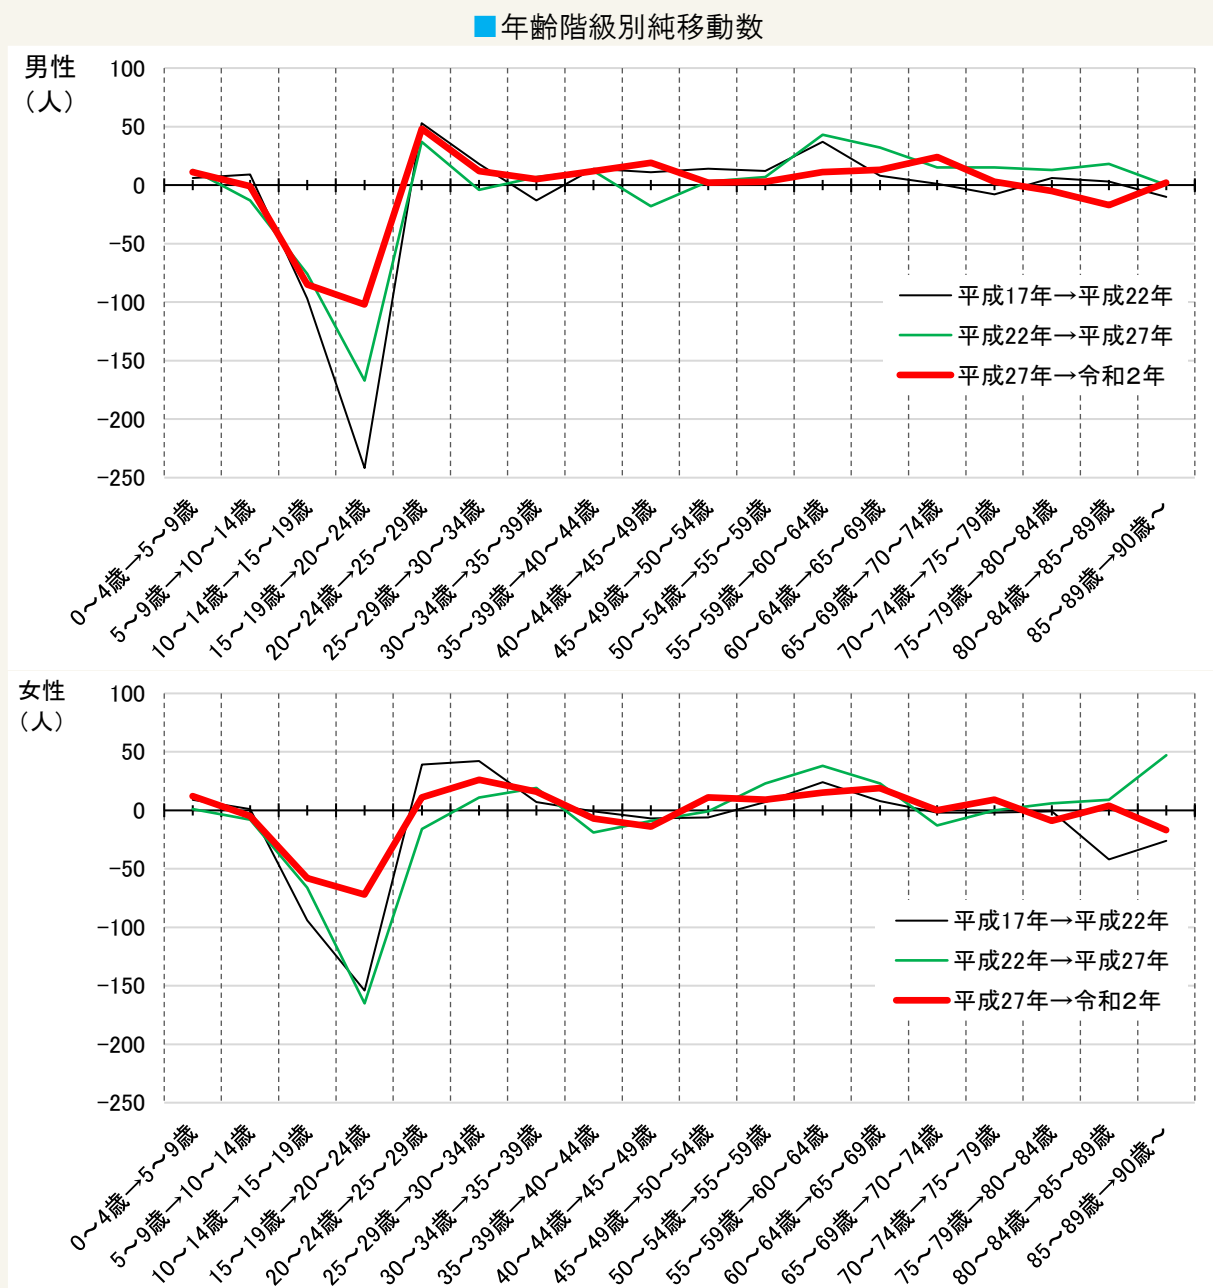 ■年齢階級別純移動数
男性
（人）
100
50
0
−50
−100
−150
−200
−250
平成17年→平成22年
平成22年→平成27年
平成27年→令和２年
0～4歳→5～9歳
5～9歳→10～14歳
10～14歳→15～19歳
15～19歳→20～24歳
20～24歳→25～29歳
25～29歳→30～34歳
30～34歳→35～39歳
35～39歳→40～44歳
40～44歳→45～49歳
45～49歳→50～54歳
50～54歳→55～59歳
55～59歳→60～64歳
60～64歳→65～69歳
65～69歳→70～74歳
70～74歳→75～79歳
75～79歳→80～84歳
80～84歳→85～89歳
85～89歳→90歳～
女性
（人）
100
50
0
−50
−100
−150
−200
−250
平成17年→平成22年
平成22年→平成27年
平成27年→令和２年
0～4歳→5～9歳
5～9歳→10～14歳
10～14歳→15～19歳
15～19歳→20～24歳
20～24歳→25～29歳
25～29歳→30～34歳
30～34歳→35～39歳
35～39歳→40～44歳
40～44歳→45～49歳
45～49歳→50～54歳
50～54歳→55～59歳
55～59歳→60～64歳
60～64歳→65～69歳
65～69歳→70～74歳
70～74歳→75～79歳
75～79歳→80～84歳
80～84歳→85～89歳
85～89歳→90歳～